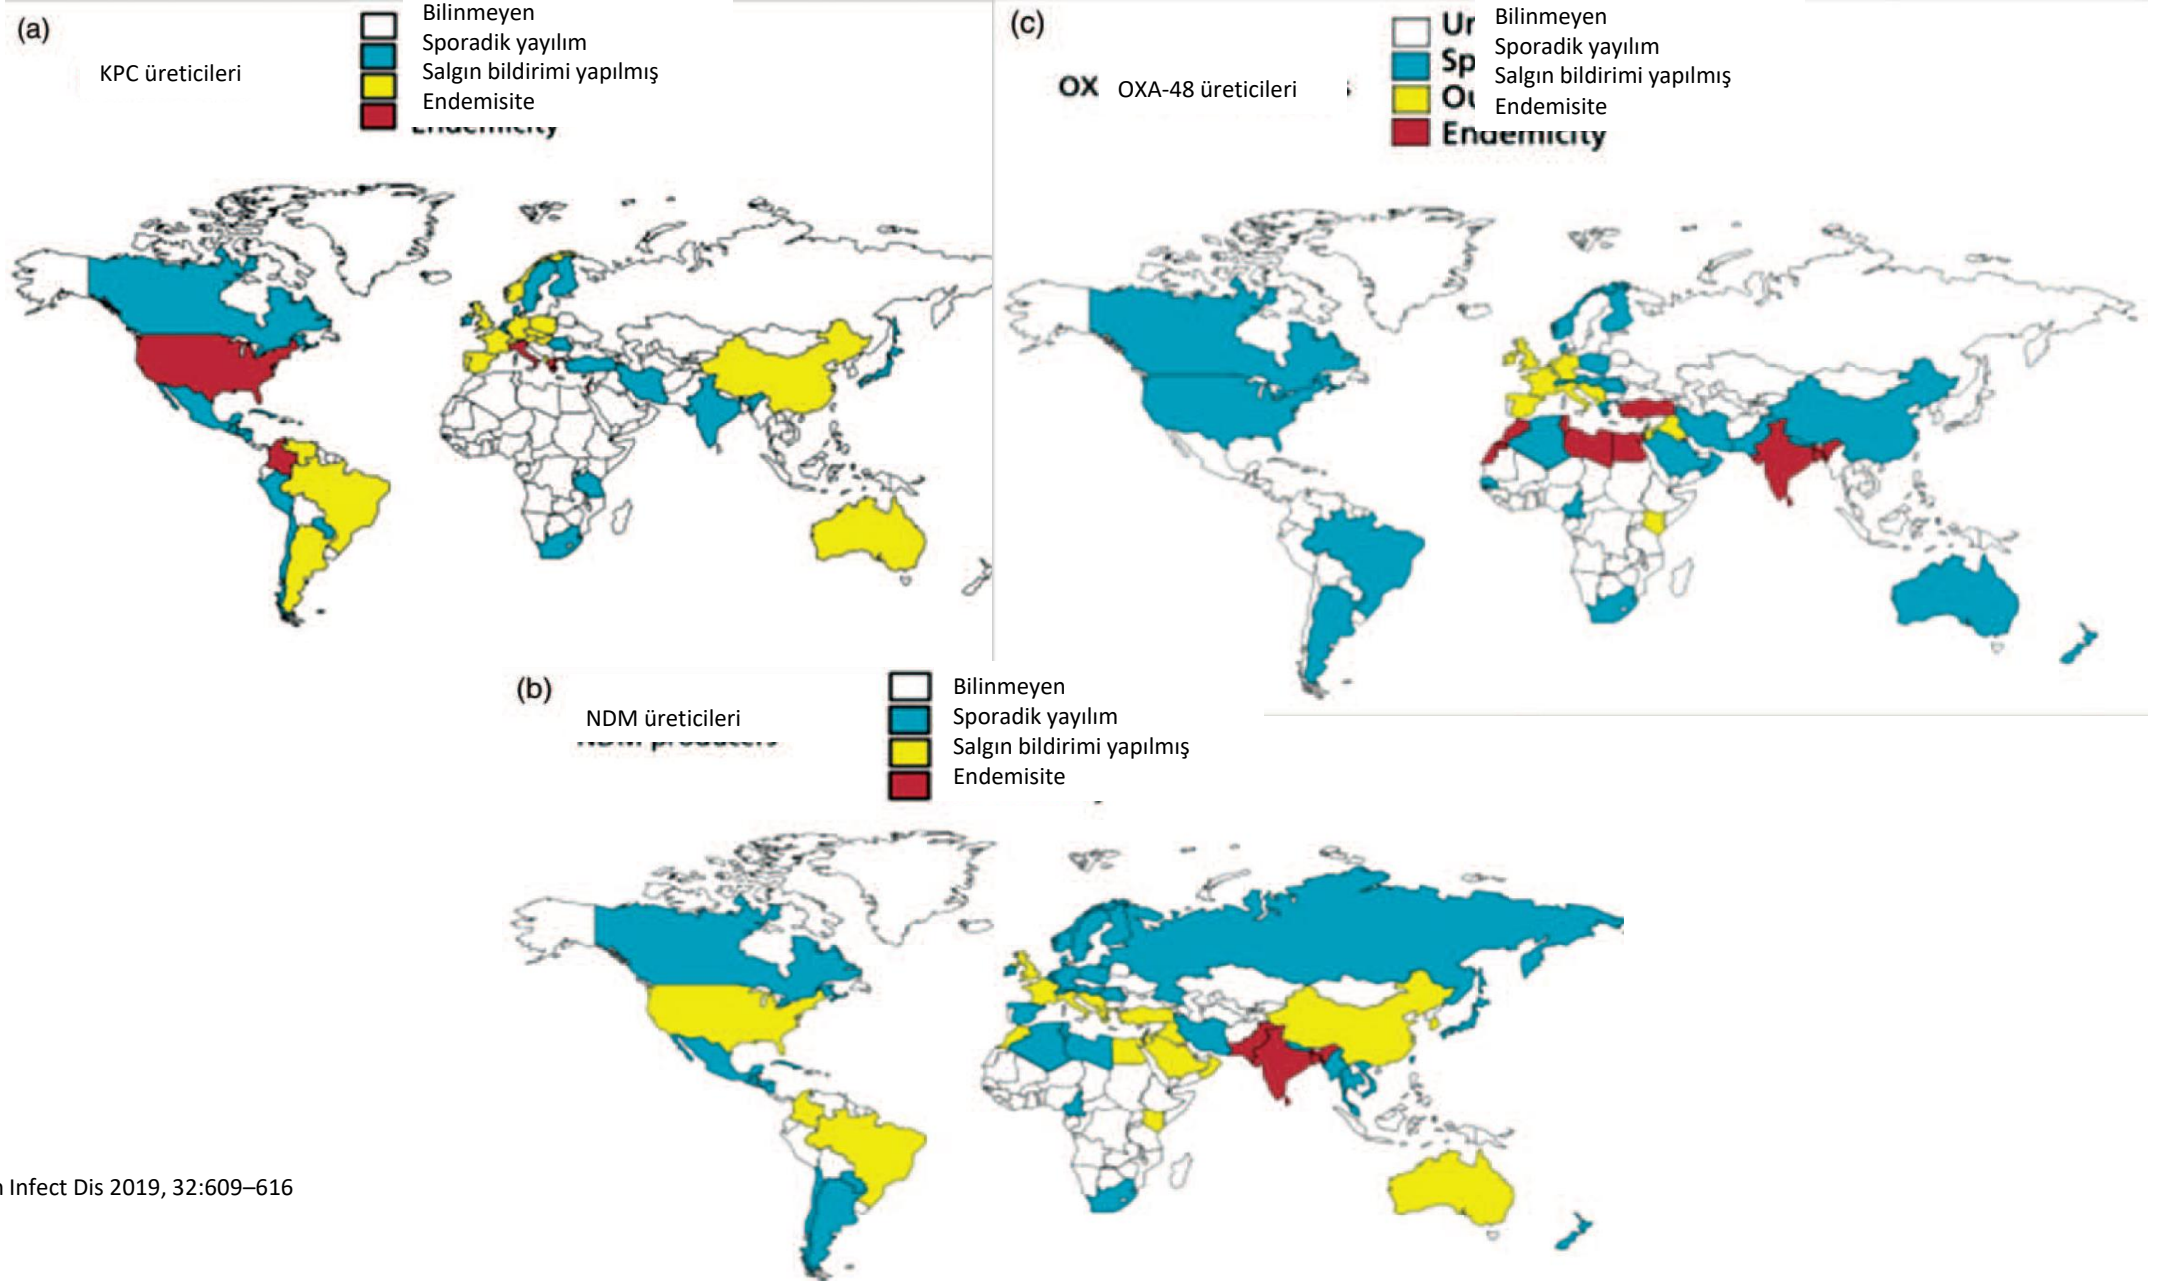 (a)
KPC üreticileri
Bilinmeyen
Sporadik yayılım
Salgın bildirimi yapılmış
Endemisite
(c)
OX OXA-48 üreticileri
Bilinmeyen
Sporadik yayılım
Salgın bildirimi yapılmış
Endemisite
Endemicity
(b)
NDM üreticileri
Bilinmeyen
Sporadik yayılım
Salgın bildirimi yapılmış
Endemisite
Infect Dis 2019, 32:609–616